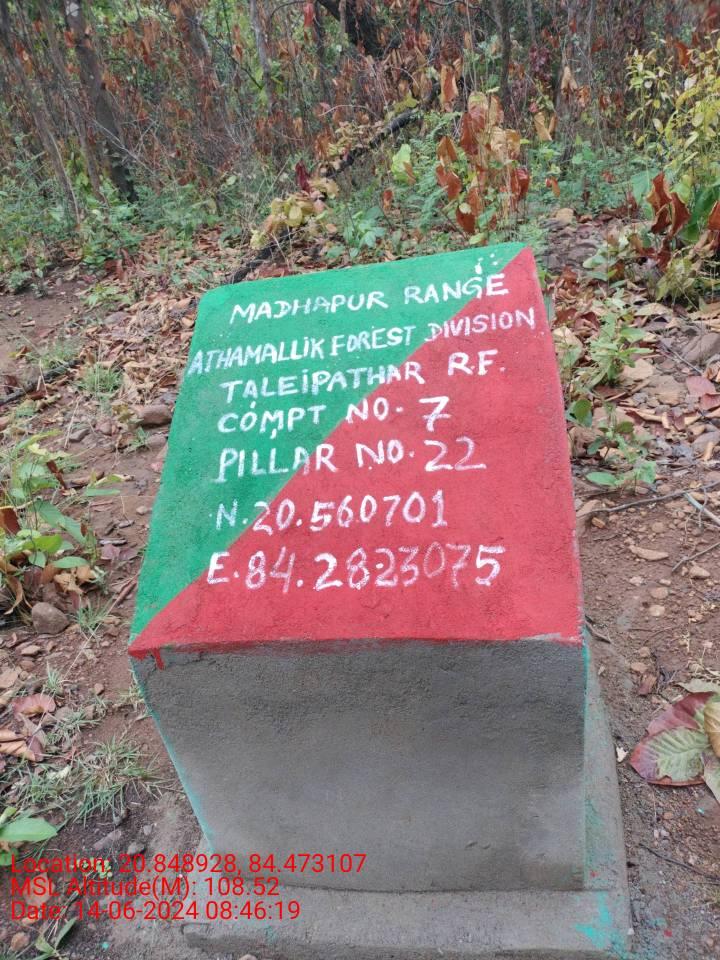 MADHAPUR RANGE
ATHAMALLIK FOREST DIVISION
TALEIPATHAR R.F.
COMPT NO. 7
PILLAR NO. 22
N. 20.560701
E. 84.2823075
Location: 20.848928, 84.473107
MSL Altitude(M): 108.52
Date: 14-06-2024 08:46:19